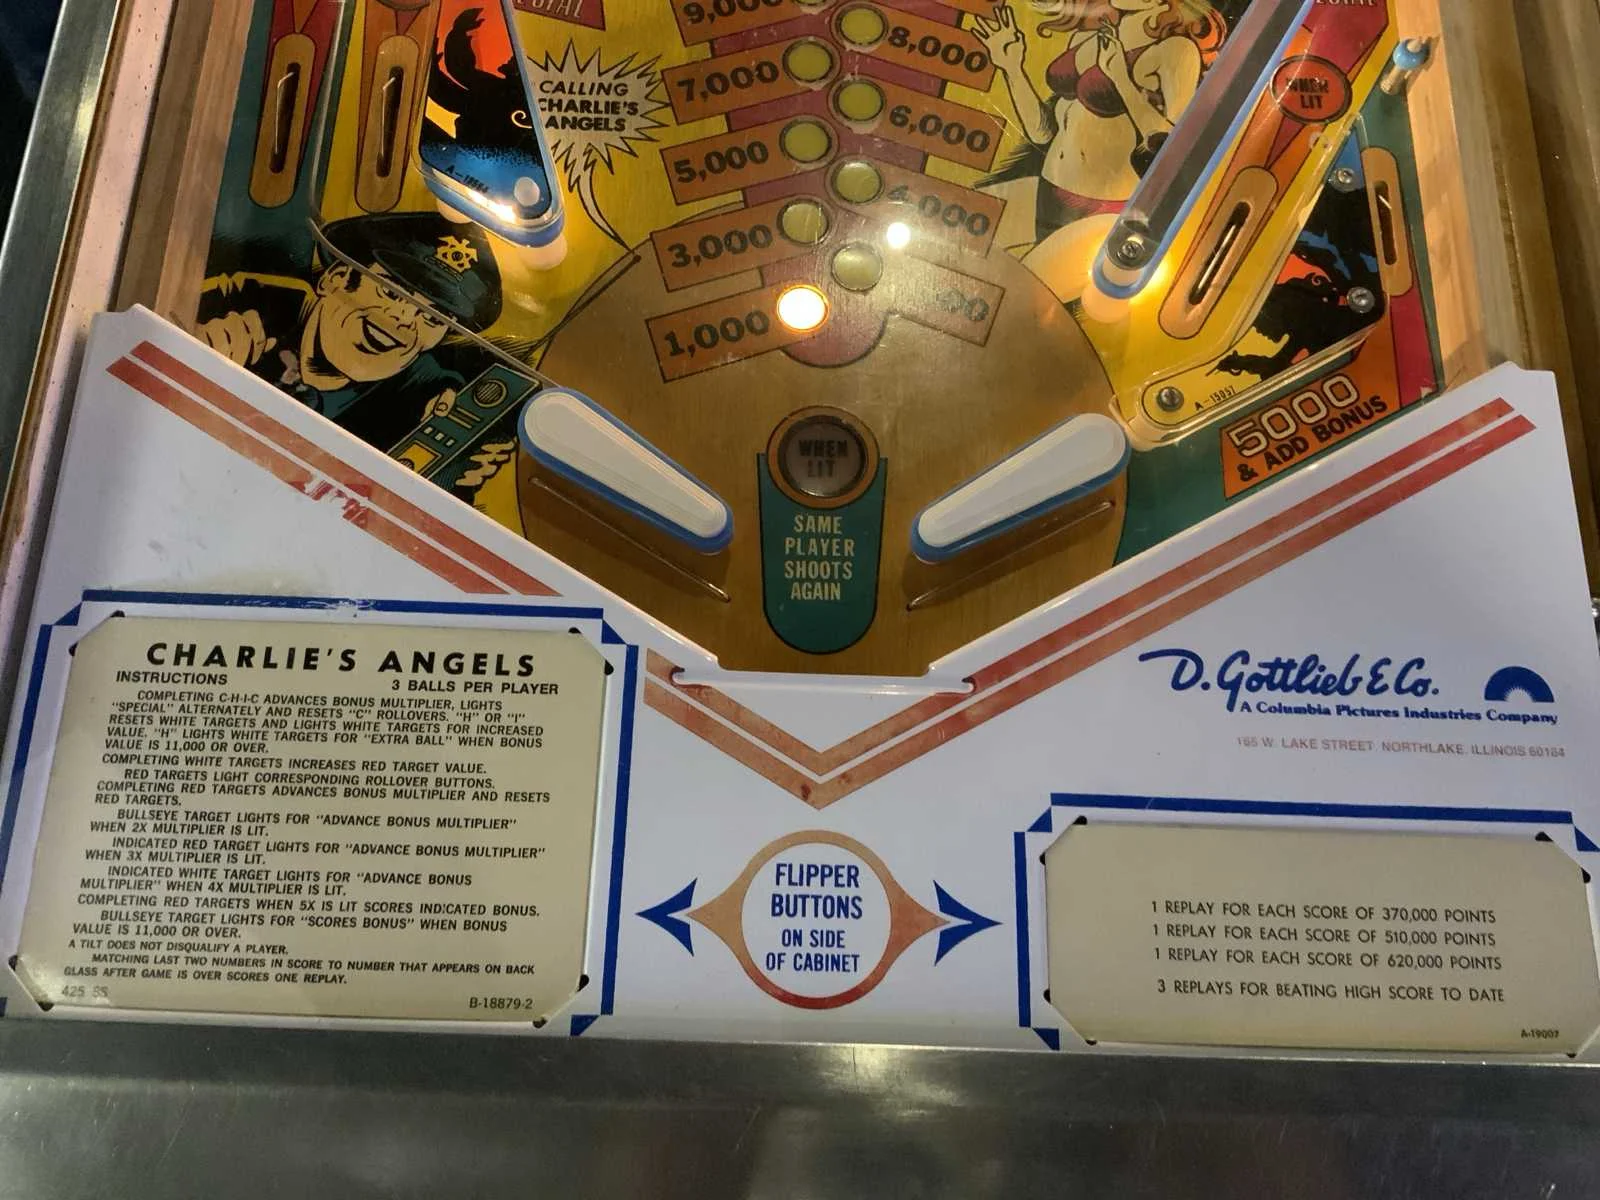 9,000
8,000
7,000
6,000
5,000
3,000
1,000
CALLING
CHARLIE'S
ANGELS
WHEN
LIT
A-15957
5000
& ADD BONUS
WHEN
LIT
SAME
PLAYER
SHOOTS
AGAIN
CHARLIE'S ANGELS
INSTRUCTIONS
3 BALLS PER PLAYER
COMPLETING C-H-I-C ADVANCES BONUS MULTIPLIER, LIGHTS
"SPECIAL" ALTERNATELY AND RESETS "C" ROLLOVERS. "H" OR "I"
RESETS WHITE TARGETS AND LIGHTS WHITE TARGETS FOR INCREASED
VALUE. "H" LIGHTS WHITE TARGETS FOR "EXTRA BALL" WHEN BONUS
VALUE IS 11,000 OR OVER.
COMPLETING WHITE TARGETS INCREASES RED TARGET VALUE.
RED TARGETS LIGHT CORRESPONDING ROLLOVER BUTTONS.
COMPLETING RED TARGETS ADVANCES BONUS MULTIPLIER AND RESETS
RED TARGETS.
BULLSEYE TARGET LIGHTS FOR "ADVANCE BONUS MULTIPLIER"
WHEN 2X MULTIPLIER IS LIT.
INDICATED RED TARGET LIGHTS FOR "ADVANCE BONUS MULTIPLIER"
WHEN 3X MULTIPLIER IS LIT.
INDICATED WHITE TARGET LIGHTS FOR "ADVANCE BONUS
MULTIPLIER" WHEN 4X MULTIPLIER IS LIT.
COMPLETING RED TARGETS WHEN 5X IS LIT SCORES INDICATED BONUS.
BULLSEYE TARGET LIGHTS FOR "SCORES BONUS" WHEN BONUS
VALUE IS 11,000 OR OVER.
A TILT DOES NOT DISQUALIFY A PLAYER.
MATCHING LAST TWO NUMBERS IN SCORE TO NUMBER THAT APPEARS ON BACK
GLASS AFTER GAME IS OVER SCORES ONE REPLAY.
425 SS
B-18879-2
FLIPPER
BUTTONS
ON SIDE
OF CABINET
D. Gottlieb & Co.
A Columbia Pictures Industries Company
165 W. LAKE STREET NORTHLAKE, ILLINOIS 60164
1 REPLAY FOR EACH SCORE OF 370,000 POINTS
1 REPLAY FOR EACH SCORE OF 510,000 POINTS
1 REPLAY FOR EACH SCORE OF 620,000 POINTS
3 REPLAYS FOR BEATING HIGH SCORE TO DATE
A-19007